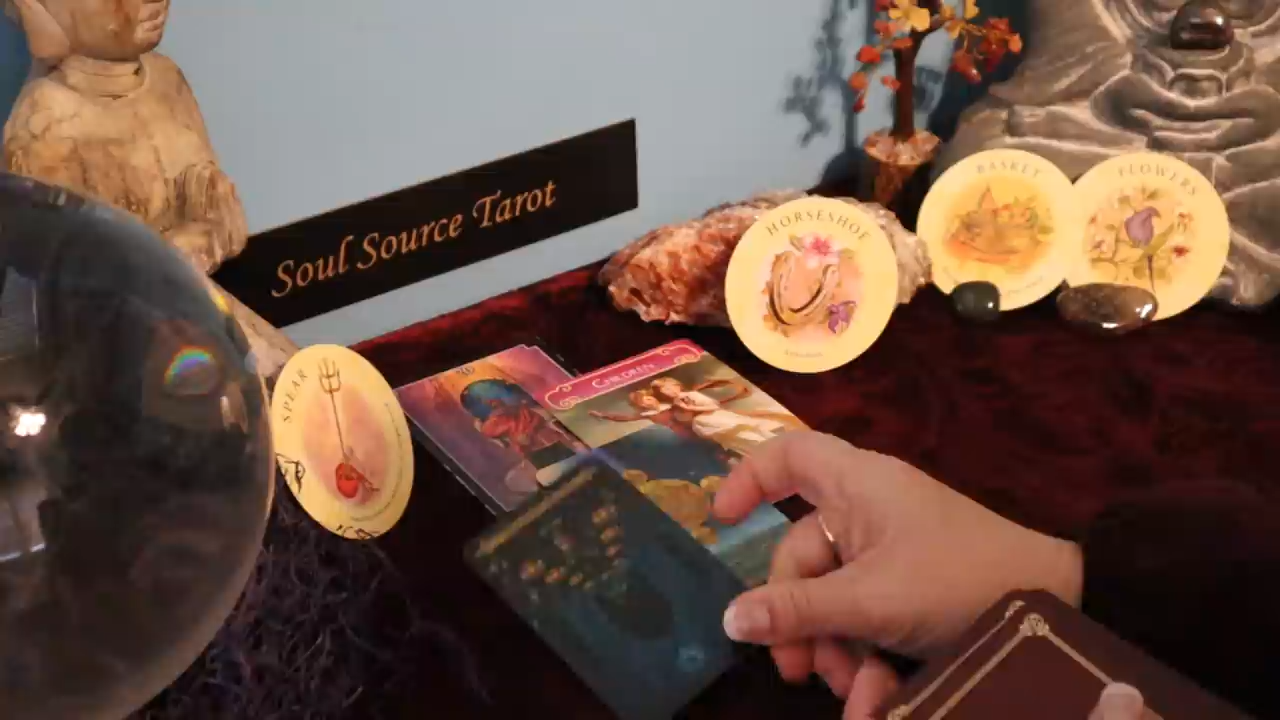 Soul Source Tarot
HORSESHOE
BASKET
FLOWERS
SPEAR
CHILDREN